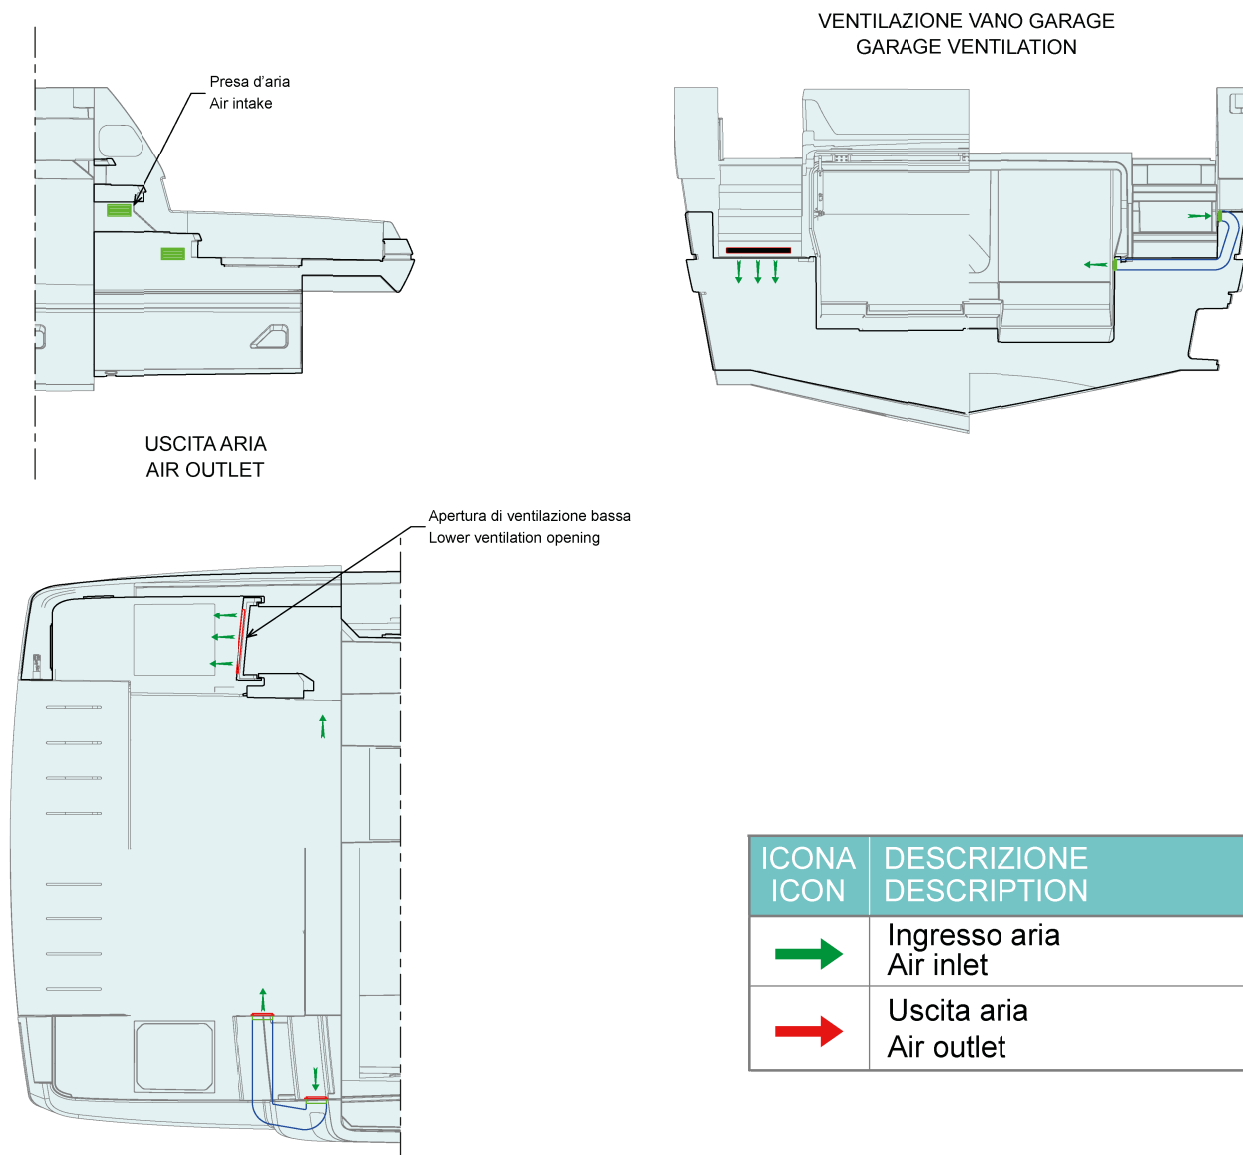 VENTILAZIONE VANO GARAGE
GARAGE VENTILATION
Presa d'aria
Air intake
USCITA ARIA
AIR OUTLET
Apertura di ventilazione bassa
Lower ventilation opening
ICONA
ICON
DESCRIZIONE
DESCRIPTION
Ingresso aria
Air inlet
Uscita aria
Air outlet